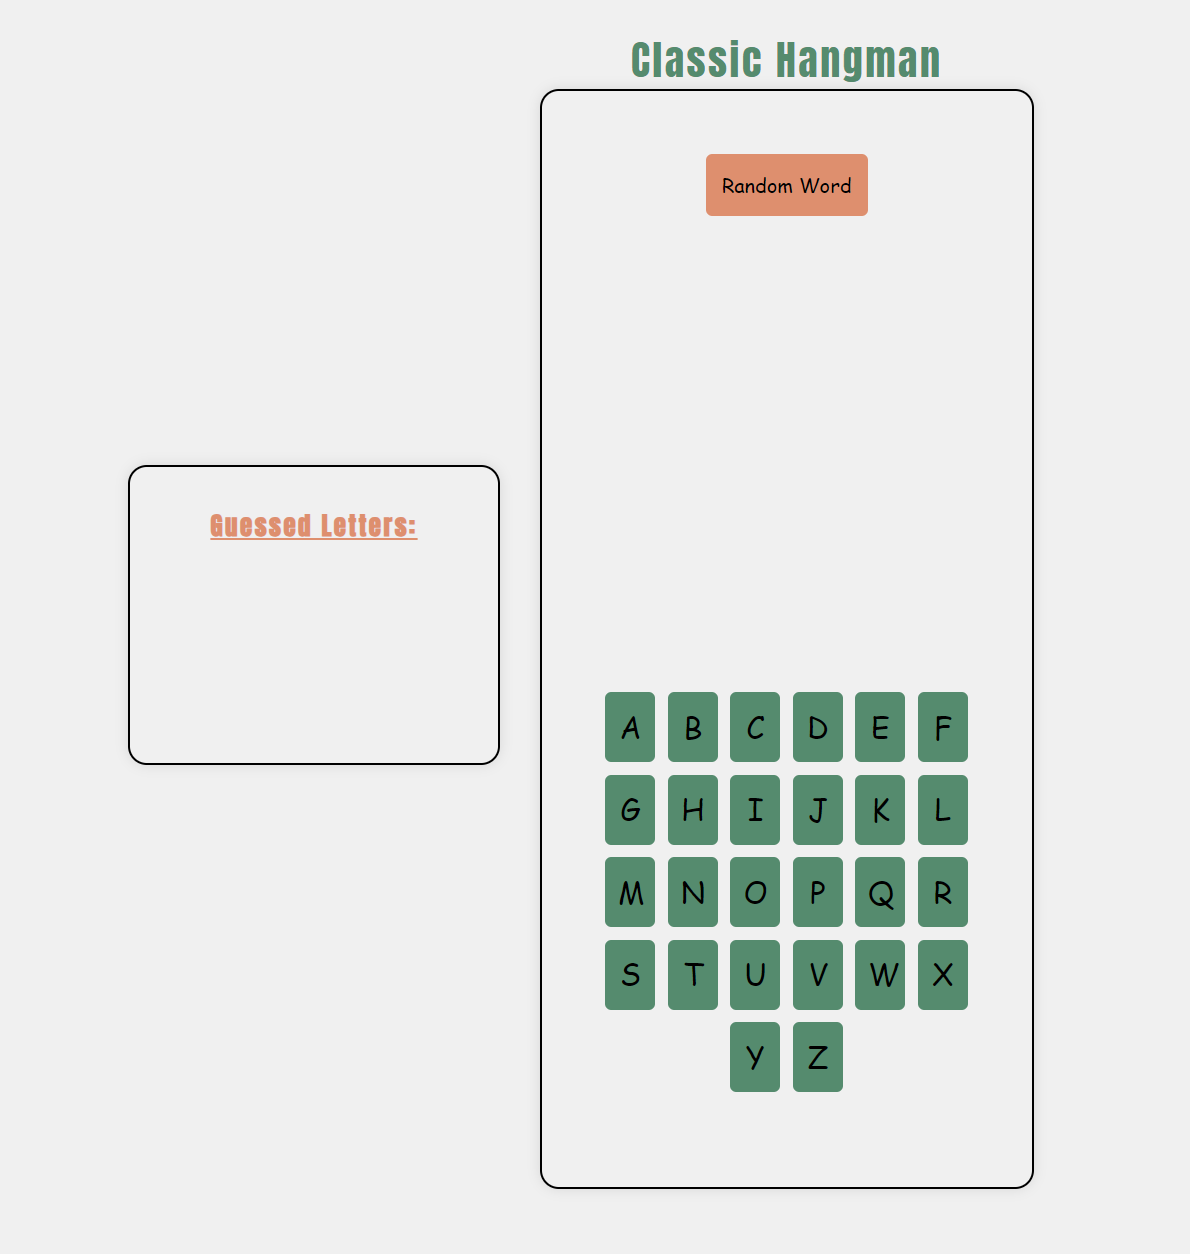 Classic Hangman
Random Word
Guessed Letters:
A B C D E F
G H I J K L
M N O P Q R
S T U V W X
Y Z